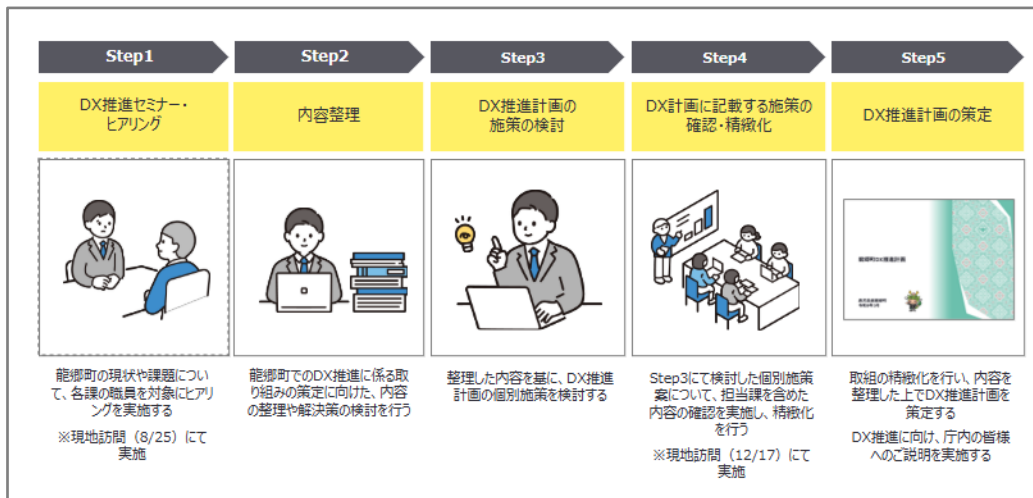 Step1
Step2
Step3
Step4
Step5
DX推進セミナー・
ヒアリング
内容整理
DX推進計画の
施策の検討
DX計画に記載する施策の
確認・精緻化
DX推進計画の策定
龍郷町DX推進計画
龍郷町の現状や課題につい
て、各課の職員を対象にヒアリ
ングを実施する
※現地訪問（8/25）にて
実施
龍郷町でのDX推進に係る取
り組みの策定に向けた、内容
の整理や解決策の検討を行う
整理した内容を基に、DX推進
計画の個別施策を検討する
Step3にて検討した個別施策
案について、担当課を含めた
内容の確認を実施し、精緻化
を行う
※現地訪問（12/17）にて
実施
取組の精緻化を行い、内容を
整理した上でDX推進計画を
策定する
DX推進に向け、庁内の皆様
へのご説明を実施する